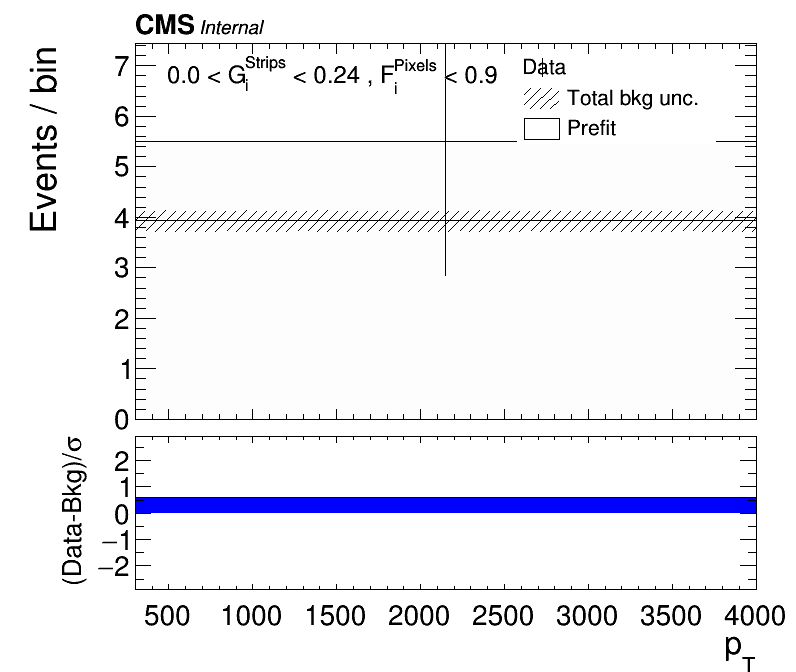 CMS Internal
0.0 < G_i^Strips < 0.24 , F_i^Pixels < 0.9
Data
Total bkg unc.
Prefit
Events / bin
7
6
5
4
3
2
1
0
(Data-Bkg)/σ
2
1
0
−1
−2
500 1000 1500 2000 2500 3000 3500 4000
p_T